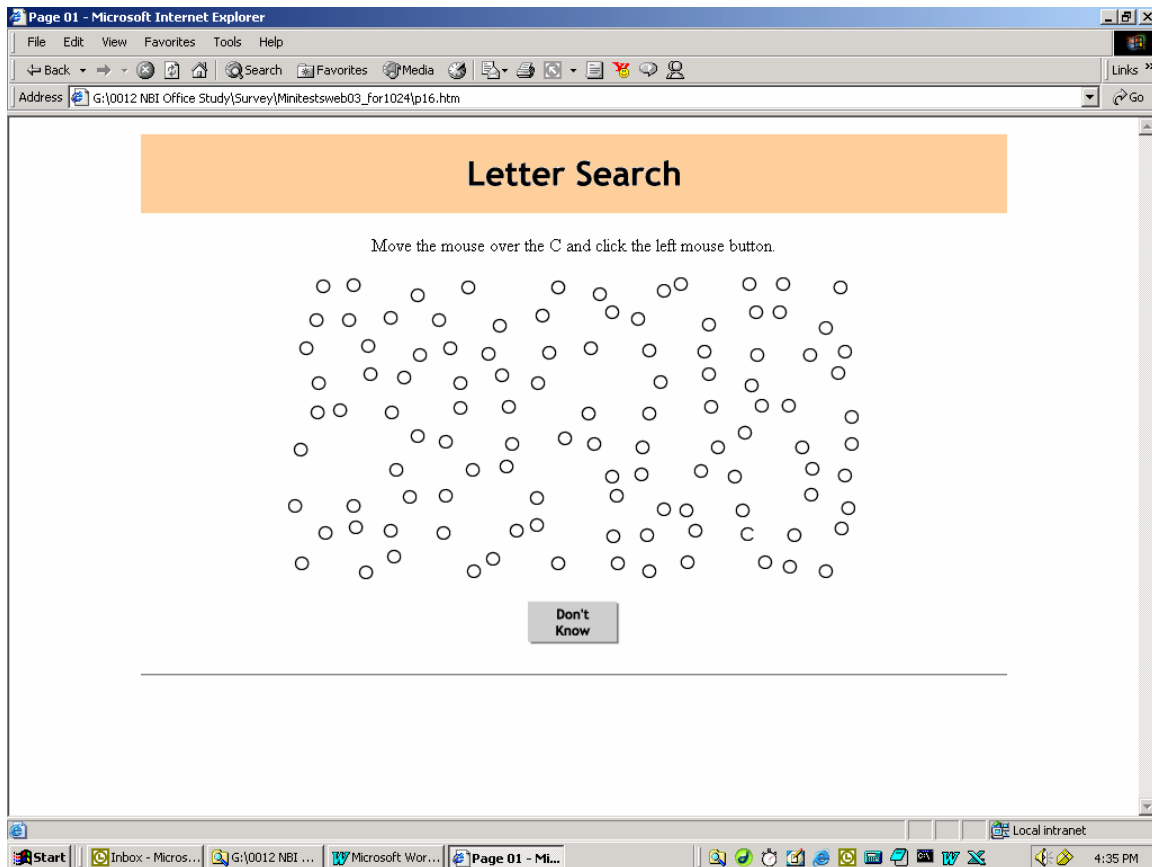 Page 01 - Microsoft Internet Explorer
File Edit View Favorites Tools Help
Back Search Favorites Media Links »
Address G:\0012 NBI Office Study\Survey\Minitestsweb03_for1024\p16.htm Go
Letter Search
Move the mouse over the C and click the left mouse button.
C
Don't
Know
Local intranet
Start Inbox - Micros... G:\0012 NBI ... Microsoft Wor... Page 01 - Mi... 4:35 PM